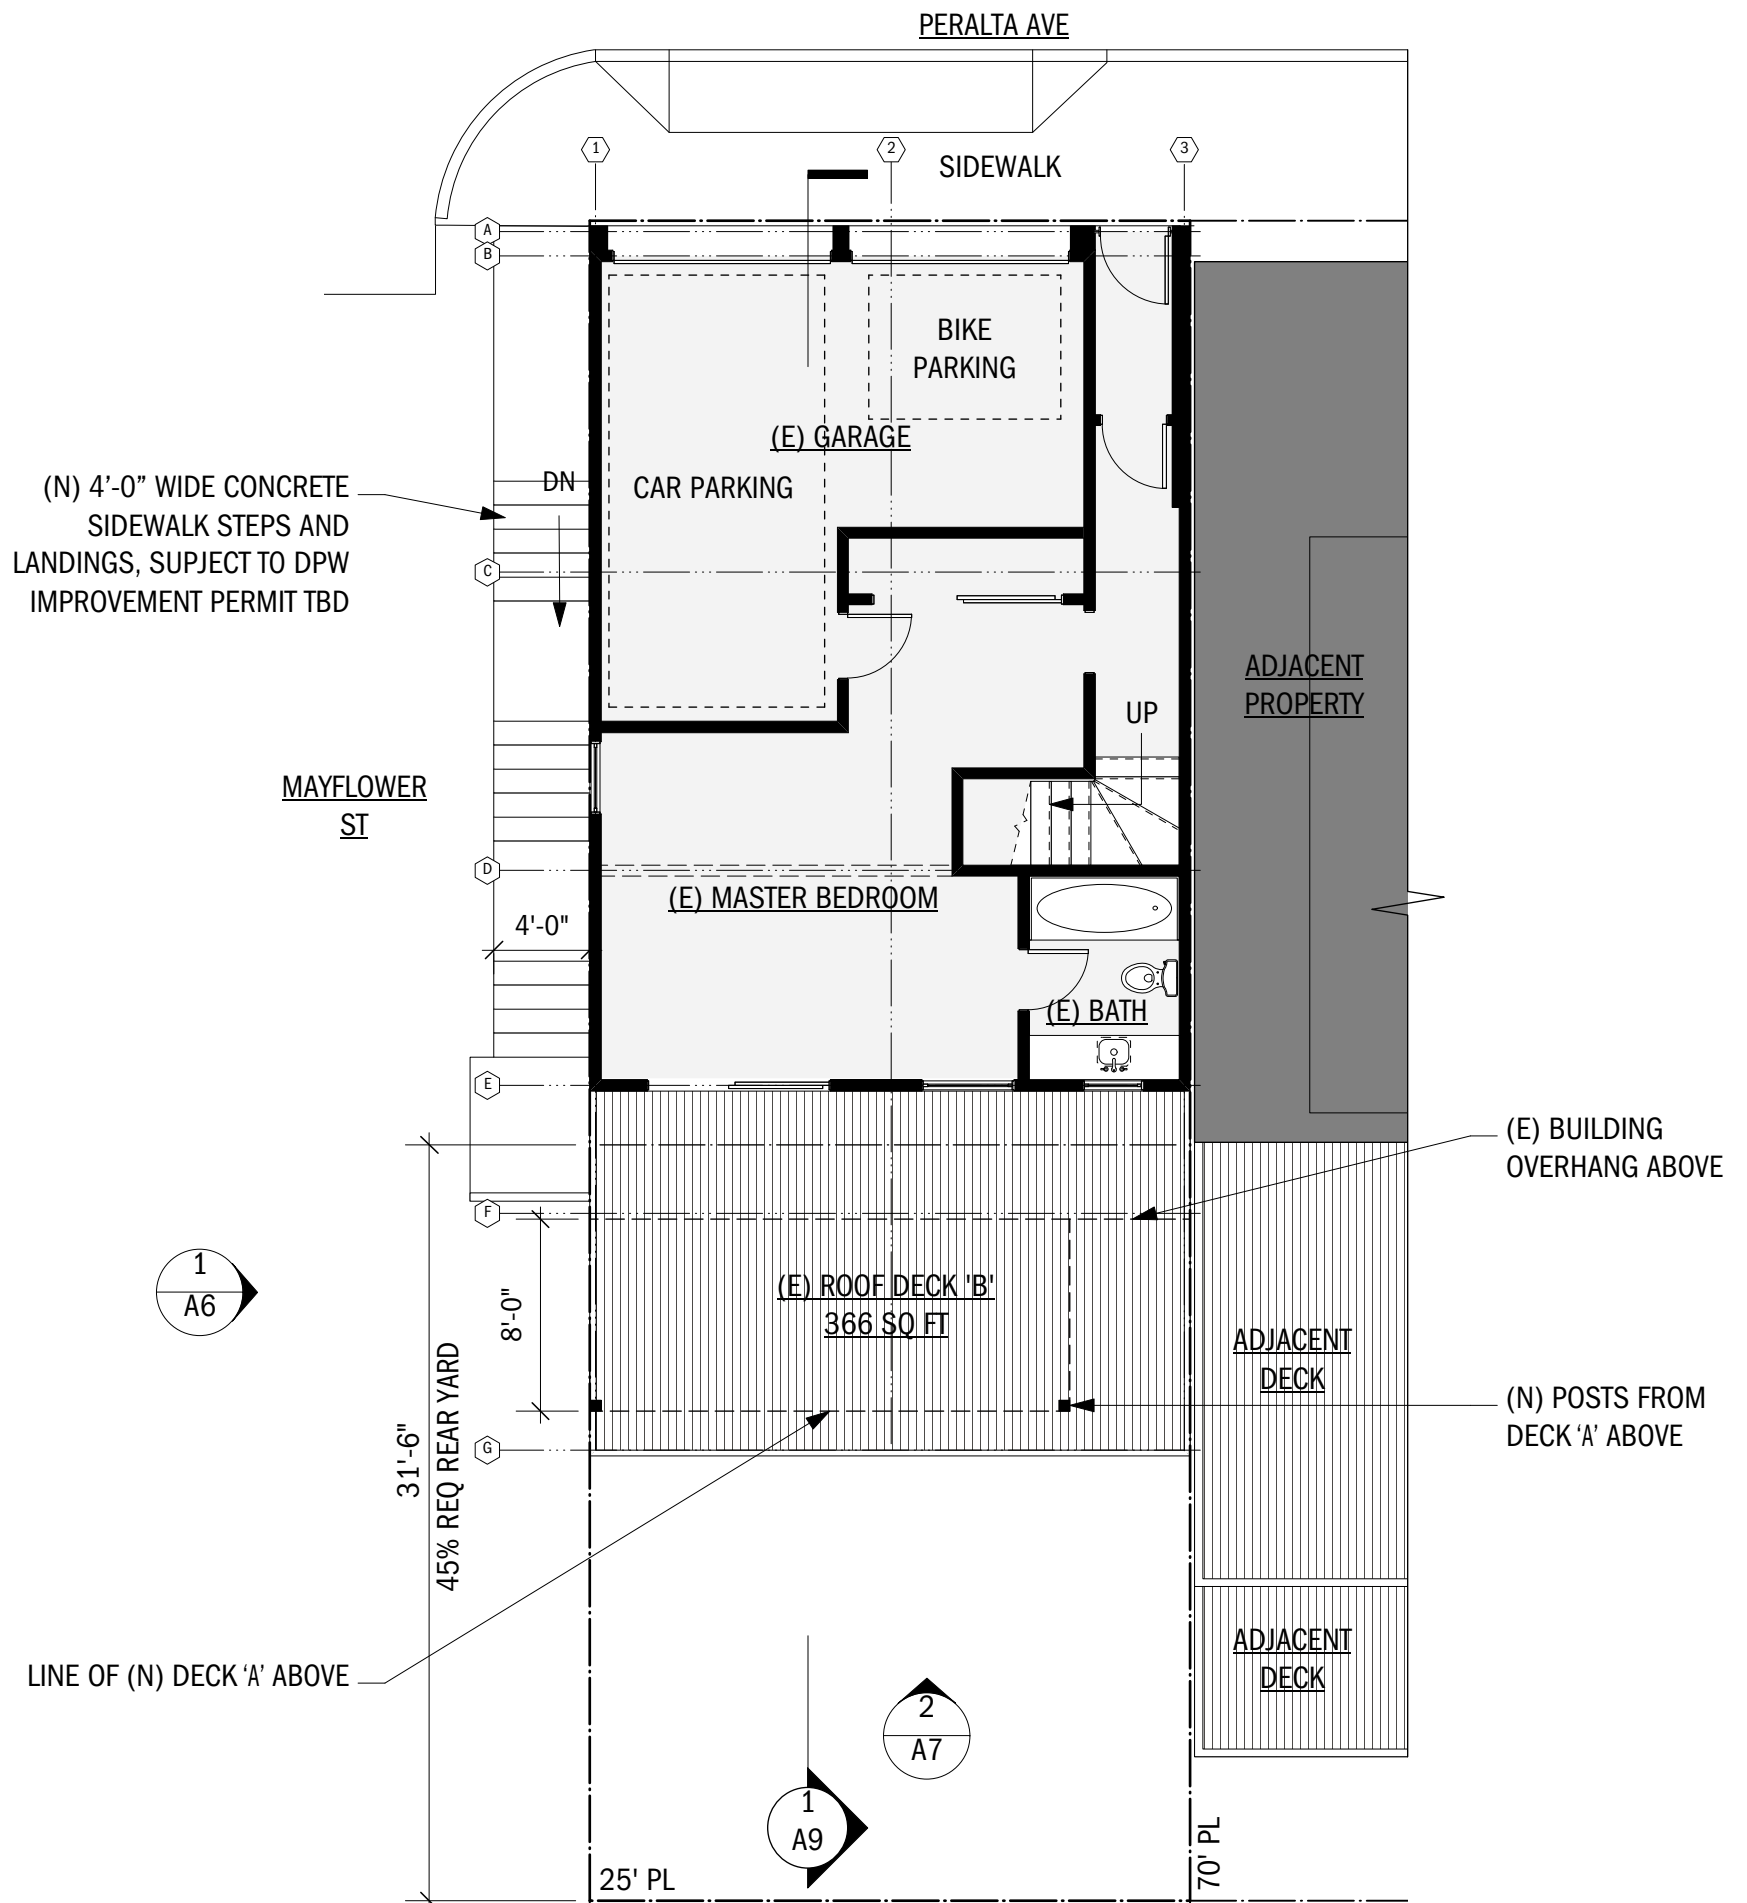 PERALTA AVE
1
2
3
SIDEWALK
A
B
BIKE
PARKING
(E) GARAGE
CAR PARKING
DN
(N) 4’-0” WIDE CONCRETE
SIDEWALK STEPS AND
LANDINGS, SUPJECT TO DPW
IMPROVEMENT PERMIT TBD
C
ADJACENT
PROPERTY
UP
MAYFLOWER
ST
D
(E) MASTER BEDROOM
4'-0"
(E) BATH
E
(E) BUILDING
OVERHANG ABOVE
F
1
A6
8'-0"
(E) ROOF DECK 'B'
366 SQ FT
ADJACENT
DECK
(N) POSTS FROM
DECK ‘A’ ABOVE
G
31'-6"
45% REQ REAR YARD
LINE OF (N) DECK ‘A’ ABOVE
ADJACENT
DECK
2
A7
1
A9
25' PL
70' PL